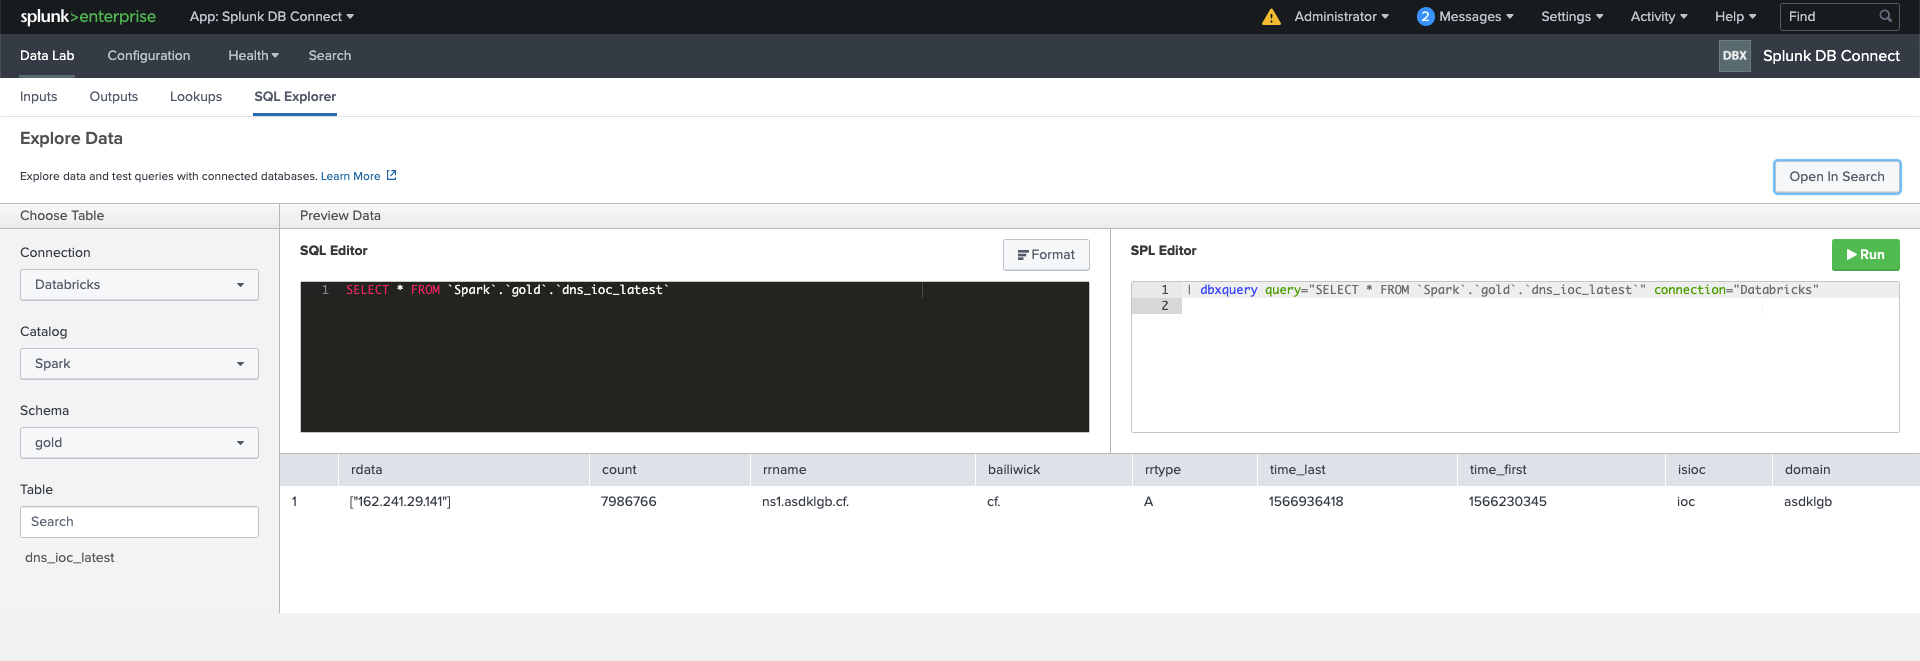 splunk>enterprise App: Splunk DB Connect Administrator 2 Messages Settings Activity Help Find
Data Lab Configuration Health Search DBX Splunk DB Connect
Inputs Outputs Lookups SQL Explorer
Explore Data
Explore data and test queries with connected databases. Learn More
Open In Search
Choose Table
Preview Data
Connection
Databricks
Catalog
Spark
Schema
gold
Table
Search
dns_ioc_latest
SQL Editor
Format
1 SELECT * FROM `Spark`.`gold`.`dns_ioc_latest`
SPL Editor
Run
1 | dbxquery query="SELECT * FROM `Spark`.`gold`.`dns_ioc_latest`" connection="Databricks"
2
rdata count rrname bailiwick rrtype time_last time_first isioc domain
1 ["162.241.29.141"] 7986766 ns1.asdklgb.cf. cf. A 1566936418 1566230345 ioc asdklgb